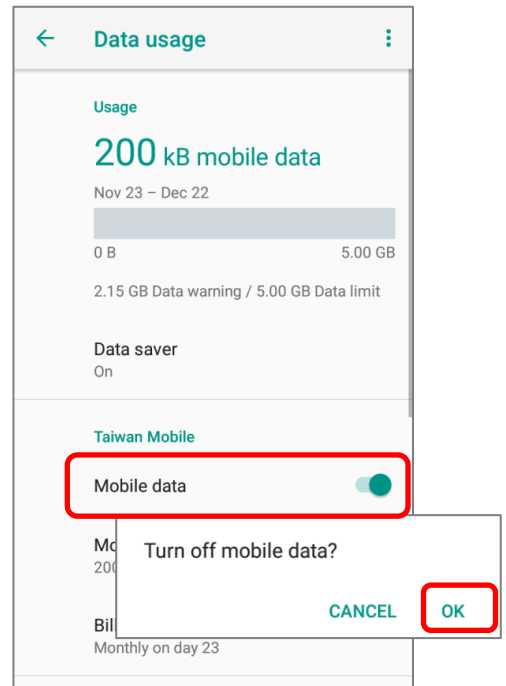 Data usage
Usage
200 kB mobile data
Nov 23 – Dec 22
0 B 5.00 GB
2.15 GB Data warning / 5.00 GB Data limit
Data saver
On
Taiwan Mobile
Mobile data
Turn off mobile data?
CANCEL OK
Monthly on day 23